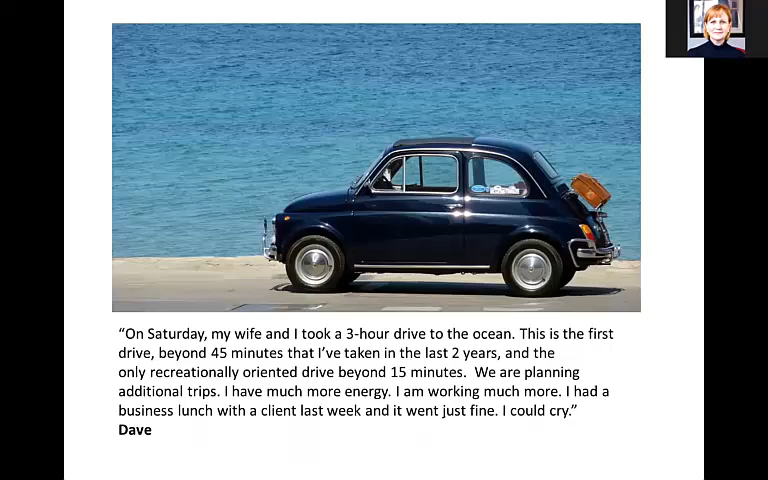 “On Saturday, my wife and I took a 3-hour drive to the ocean. This is the first
drive, beyond 45 minutes that I’ve taken in the last 2 years, and the
only recreationally oriented drive beyond 15 minutes.  We are planning
additional trips. I have much more energy. I am working much more. I had a
business lunch with a client last week and it went just fine. I could cry.”
Dave